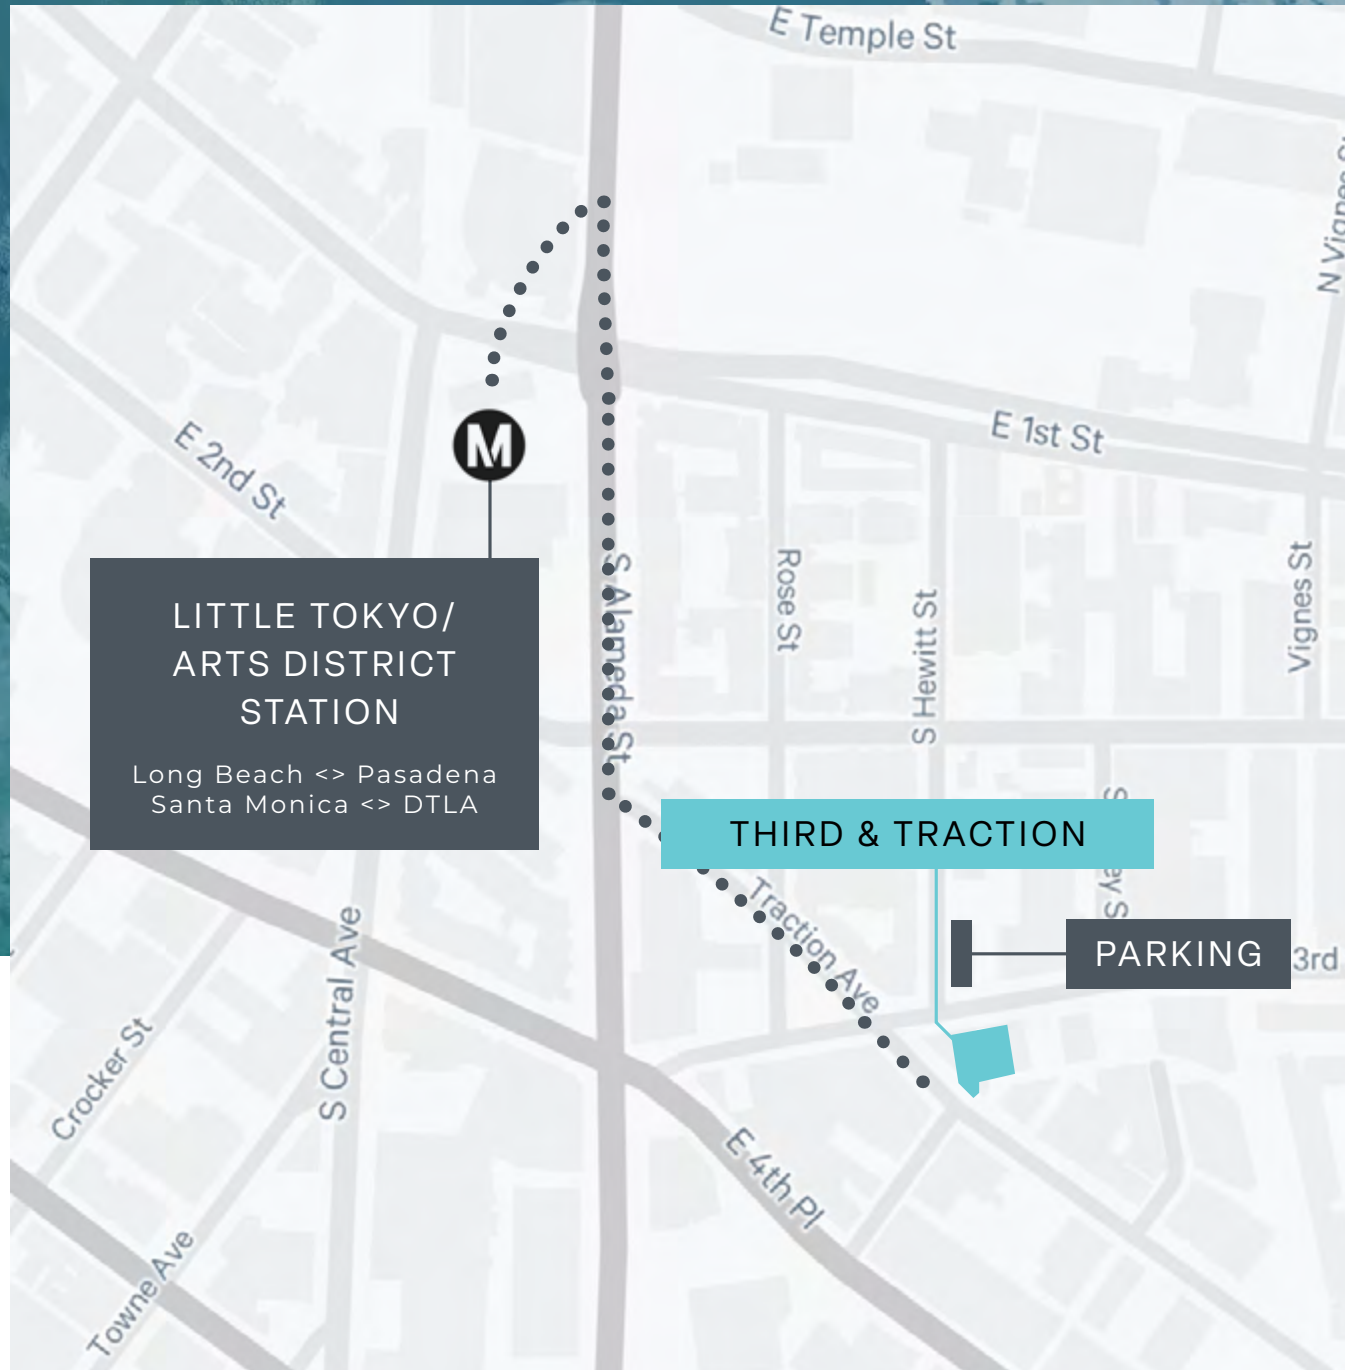 E Temple St
N Vignes St
E 1st St
E 2nd St
M
LITTLE TOKYO/
ARTS DISTRICT
STATION
Long Beach <> Pasadena
Santa Monica <> DTLA
S Alameda St
Rose St
S Hewitt St
Vignes St
THIRD & TRACTION
Traction Ave
PARKING
3rd
S Central Ave
Crocker St
E 4th Pl
Towne Ave